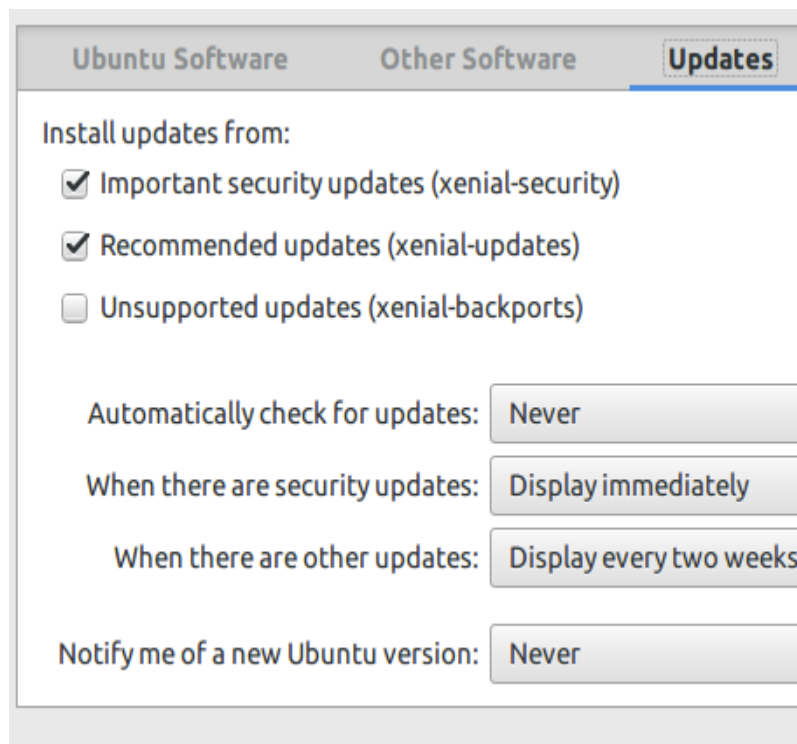 Ubuntu Software Other Software Updates
Install updates from:
Important security updates (xenial-security)
Recommended updates (xenial-updates)
Unsupported updates (xenial-backports)
Automatically check for updates: Never
When there are security updates: Display immediately
When there are other updates: Display every two weeks
Notify me of a new Ubuntu version: Never